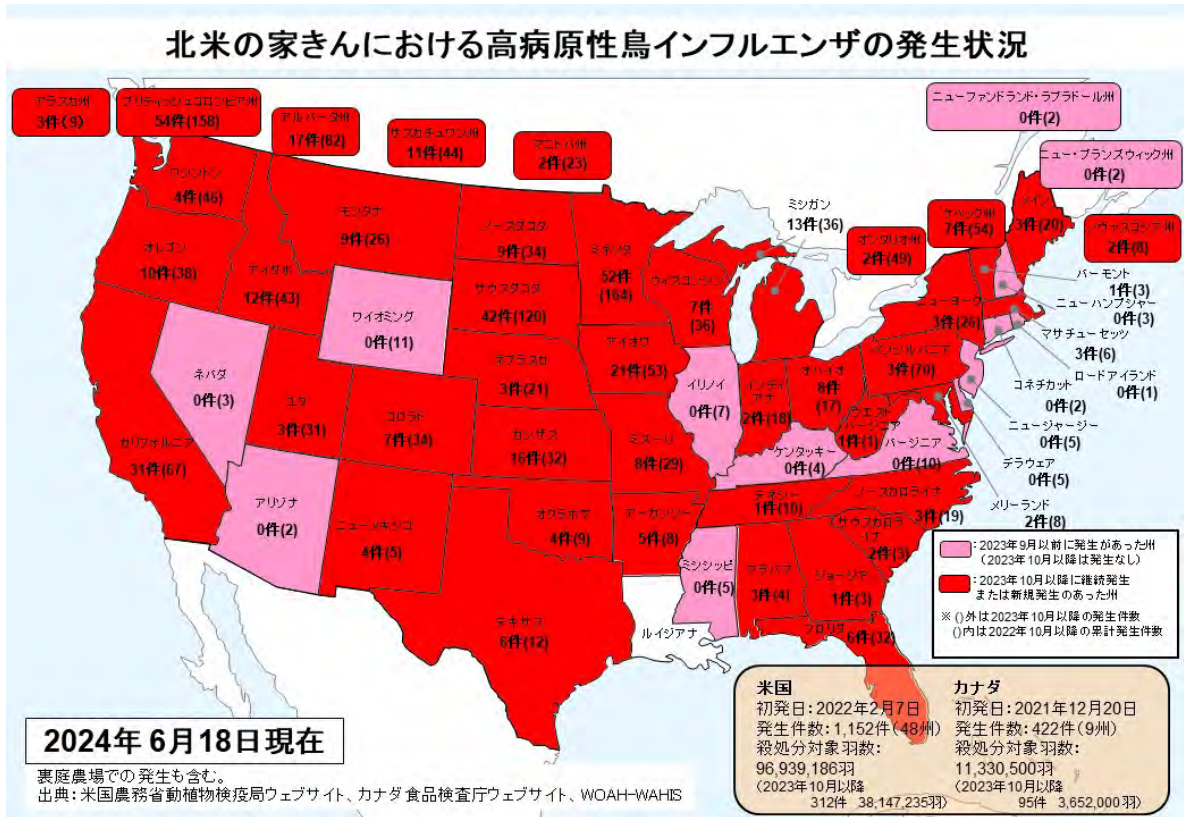 北米の家きんにおける高病原性鳥インフルエンザの発生状況
アラスカ州
3件(9)
ブリティッシュコロンビア州
54件(158)
アルバータ州
17件(82)
サスカチュワン州
11件(44)
マニトバ州
2件(23)
ニューファンドランド・ラブラドール州
0件(2)
ニュー・ブランズウィック州
0件(2)
ケベック州
7件(54)
オンタリオ州
2件(49)
ノヴァスコシア州
2件(8)
ワシントン
4件(46)
オレゴン
10件(38)
アイダホ
12件(43)
モンタナ
9件(26)
ワイオミング
0件(11)
ノースダコタ
9件(34)
サウスダコタ
42件(120)
ネブラスカ
3件(21)
カンザス
16件(32)
ミネソタ
52件
(164)
ウィスコンシン
7件
(36)
ミシガン
13件(36)
アイオワ
21件(53)
イリノイ
0件(7)
インディ
アナ
2件(18)
オハイオ
8件
(17)
ペンシルバニア
3件(70)
ニューヨーク
3件(26)
メイン
3件(20)
バーモント
1件(3)
ニューハンプシャー
0件(3)
マサチューセッツ
3件(6)
ロードアイランド
0件(1)
コネチカット
0件(2)
ニュージャージー
0件(5)
デラウェア
0件(5)
メリーランド
2件(8)
ウエスト
バージニア
1件(1)
バージニア
0件(10)
ケンタッキー
0件(4)
ネバダ
0件(3)
ユタ
3件(31)
コロラド
7件(34)
カリフォルニア
31件(67)
アリゾナ
0件(2)
ニューメキシコ
4件(5)
テキサス
6件(12)
オクラホマ
4件(9)
ミズーリ
8件(29)
アーカンソー
5件(8)
テネシー
1件(10)
ノースカロライナ
3件(19)
サウスカロラ
イナ
2件(3)
ミシシッピ
0件(5)
アラバマ
3件(4)
ジョージア
1件(3)
フロリダ
6件(32)
ルイジアナ
:2023年9月以前に発生があった州
(2023年10月以降は発生なし)
:2023年10月以降に継続発生
または新規発生のあった州
※ ()外は2023年10月以降の発生件数
()内は2022年10月以降の累計発生件数
米国
初発日:2022年2月7日
発生件数:1,152件(48州)
殺処分対象羽数:
96,939,186羽
(2023年10月以降
312件 38,147,235羽)
カナダ
初発日:2021年12月20日
発生件数:422件(9州)
殺処分対象羽数:
11,330,500羽
(2023年10月以降
95件 3,652,000羽)
2024年 6月18日現在
裏庭農場での発生も含む。
出典:米国農務省動植物検疫局ウェブサイト、カナダ食品検査庁ウェブサイト、WOAH-WAHIS